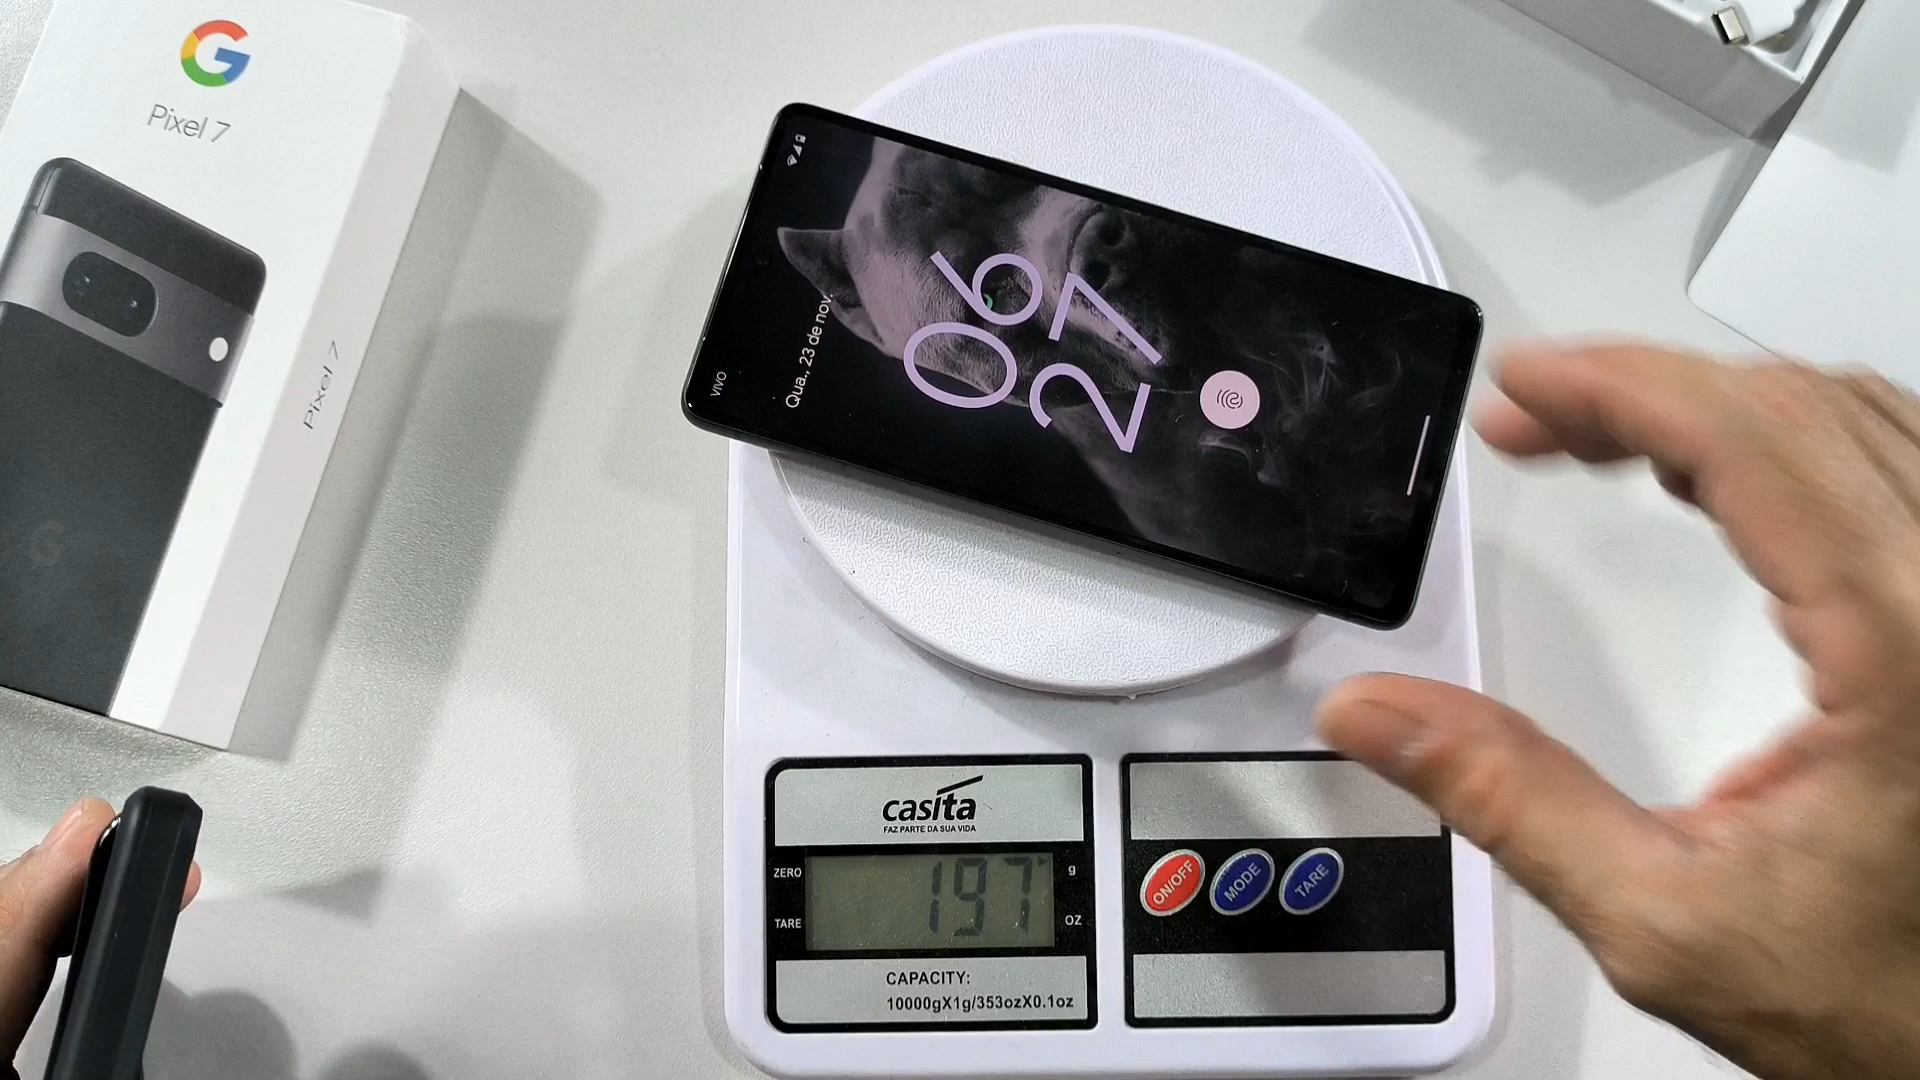 G
Pixel 7
Pixel 7
G
VIVO
Qua., 23 de nov.
06
27
casita
FAZ PARTE DA SUA VIDA
ZERO
197
g
TARE
OZ
CAPACITY:
10000gX1g/353ozX0.1oz
ON/OFF
MODE
TARE